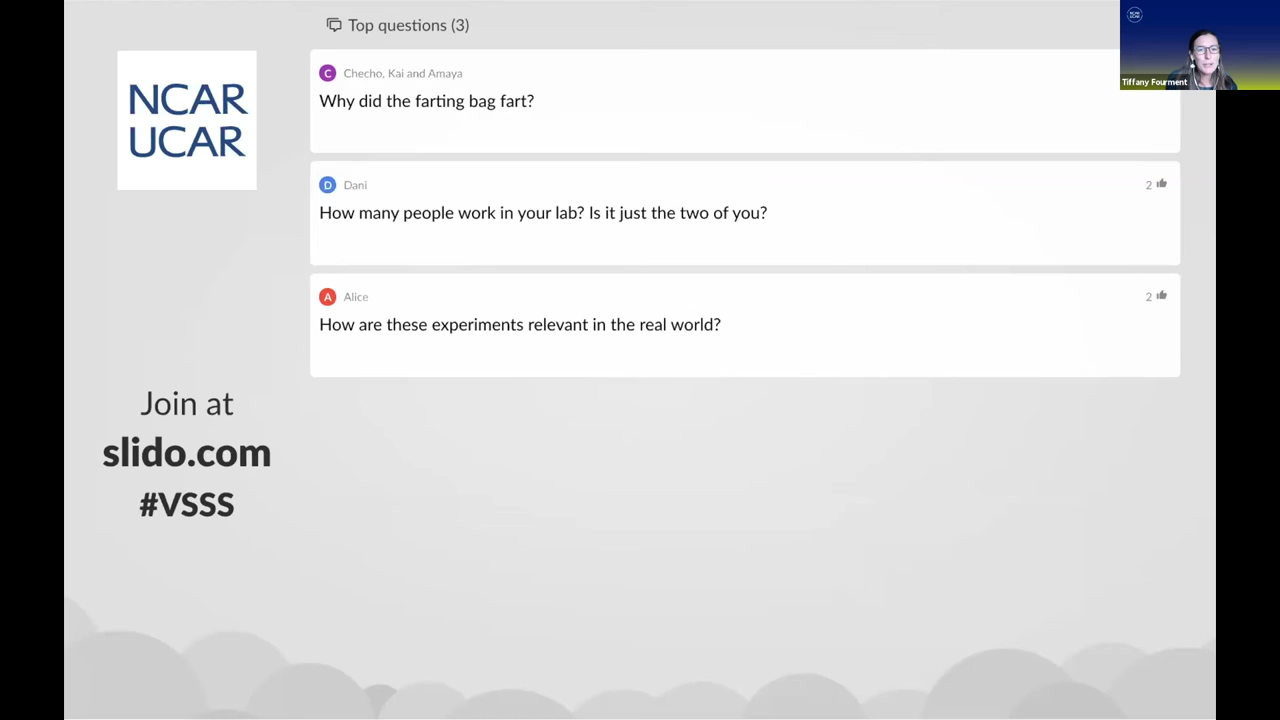 Top questions (3)
NCAR
UCAR
C Checho, Kai and Amaya
Why did the farting bag fart?
D Dani 2
How many people work in your lab? Is it just the two of you?
A Alice 2
How are these experiments relevant in the real world?
Join at
slido.com
#VSSS
NCAR
UCAR
Tiffany Fourment